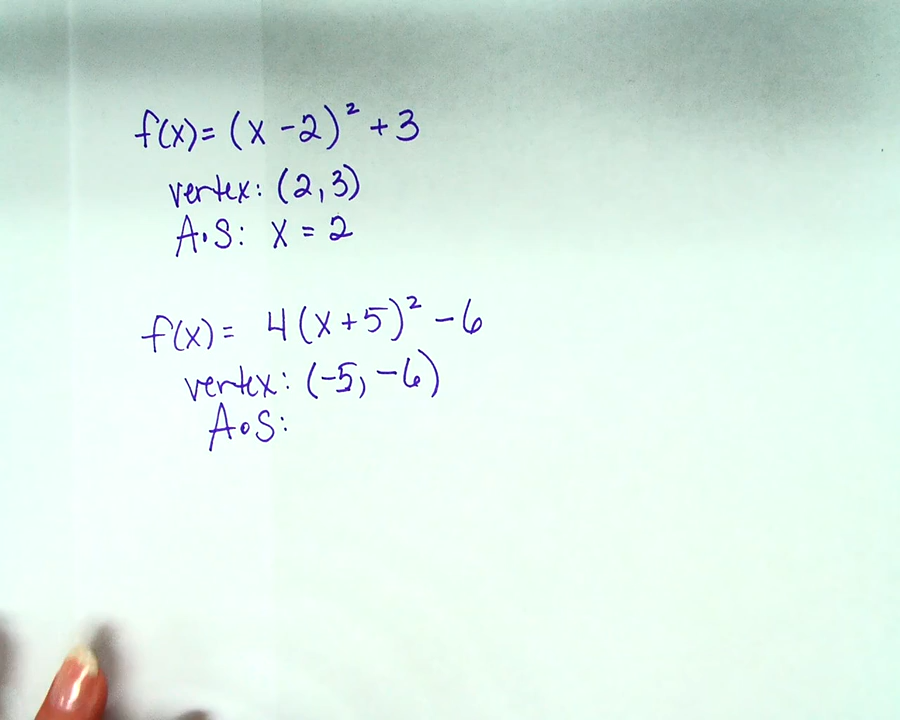 f(x) = (x - 2)² + 3
vertex: (2, 3)
A.S: x = 2
f(x) = 4(x + 5)² - 6
vertex: (-5, -6)
A.S: